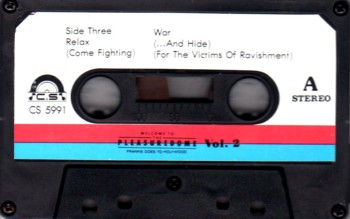 Side Three
Relax
(Come Fighting)
War
(...And Hide)
(For The Victims Of Ravishment)
C.S.
CS 5991
A
STEREO
WELCOME TO
THE
PLEASUREDOME Vol. 2
FRANKIE GOES TO HOLLYWOOD